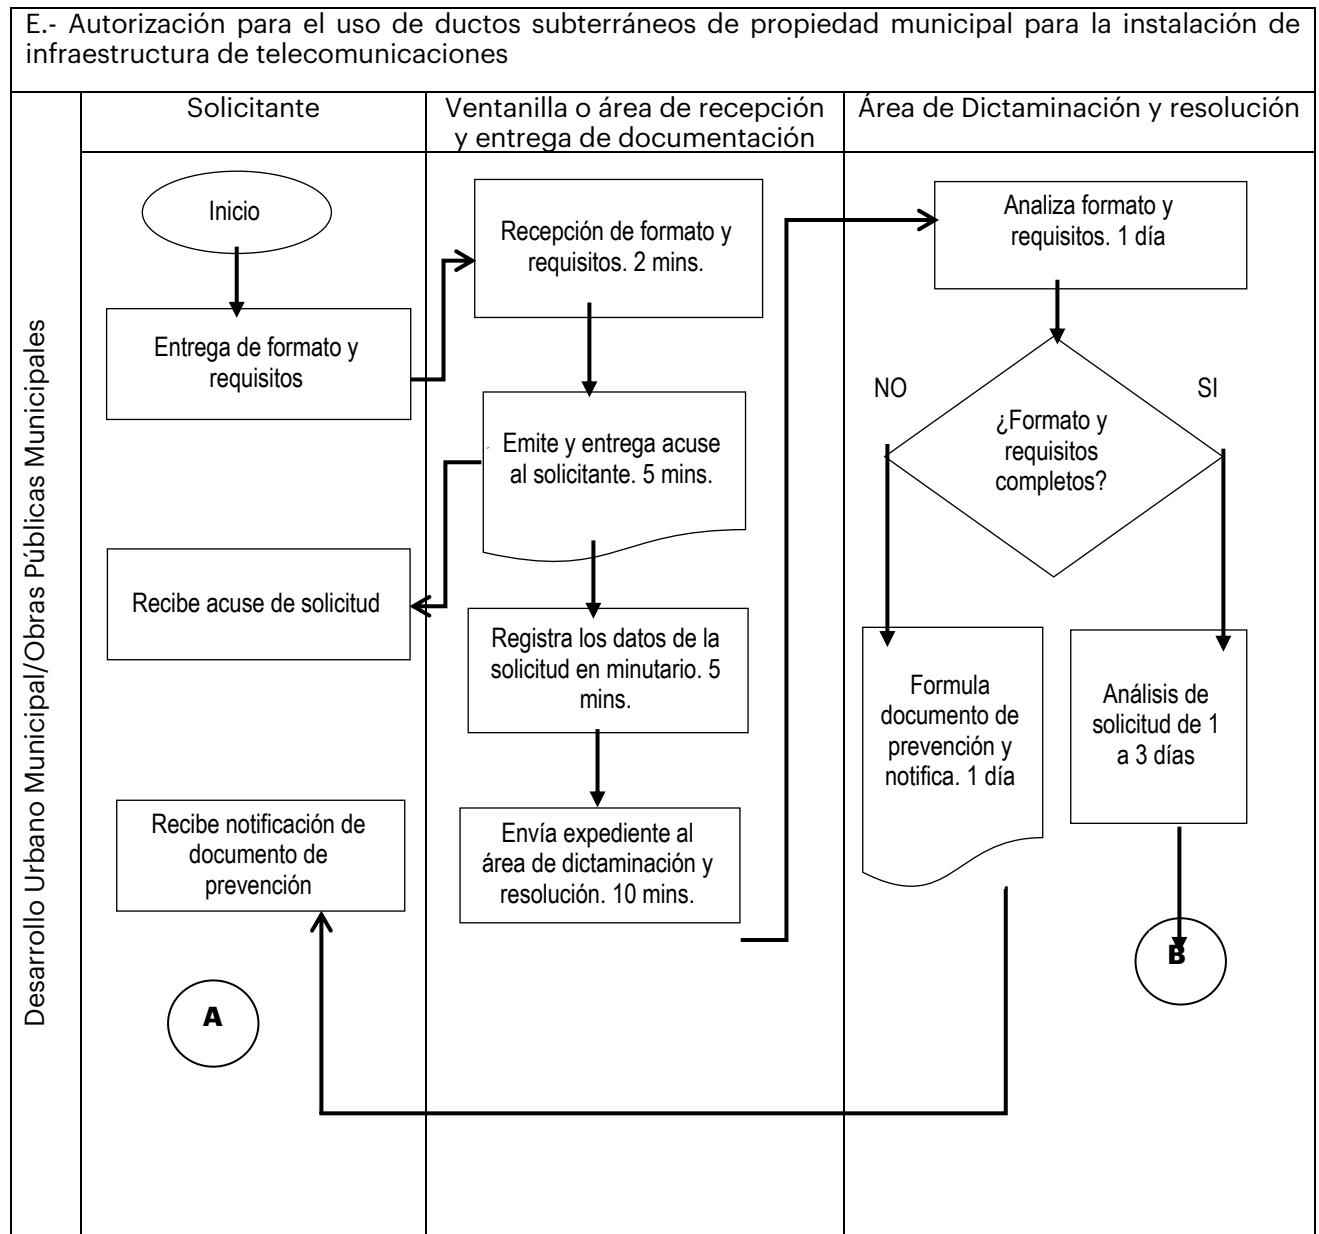 E.- Autorización para el uso de ductos subterráneos de propiedad municipal para la instalación de
infraestructura de telecomunicaciones
Desarrollo Urbano Municipal/Obras Públicas Municipales
Solicitante
Ventanilla o área de recepción
y entrega de documentación
Área de Dictaminación y resolución
Inicio
Entrega de formato y
requisitos
Recibe acuse de solicitud
Recibe notificación de
documento de
prevención
A
Recepción de formato y
requisitos. 2 mins.
Emite y entrega acuse
al solicitante. 5 mins.
Registra los datos de la
solicitud en minutario. 5
mins.
Envía expediente al
área de dictaminación y
resolución. 10 mins.
Analiza formato y
requisitos. 1 día
NO
SI
¿Formato y
requisitos
completos?
Formula
documento de
prevención y
notifica. 1 día
Análisis de
solicitud de 1
a 3 días
B